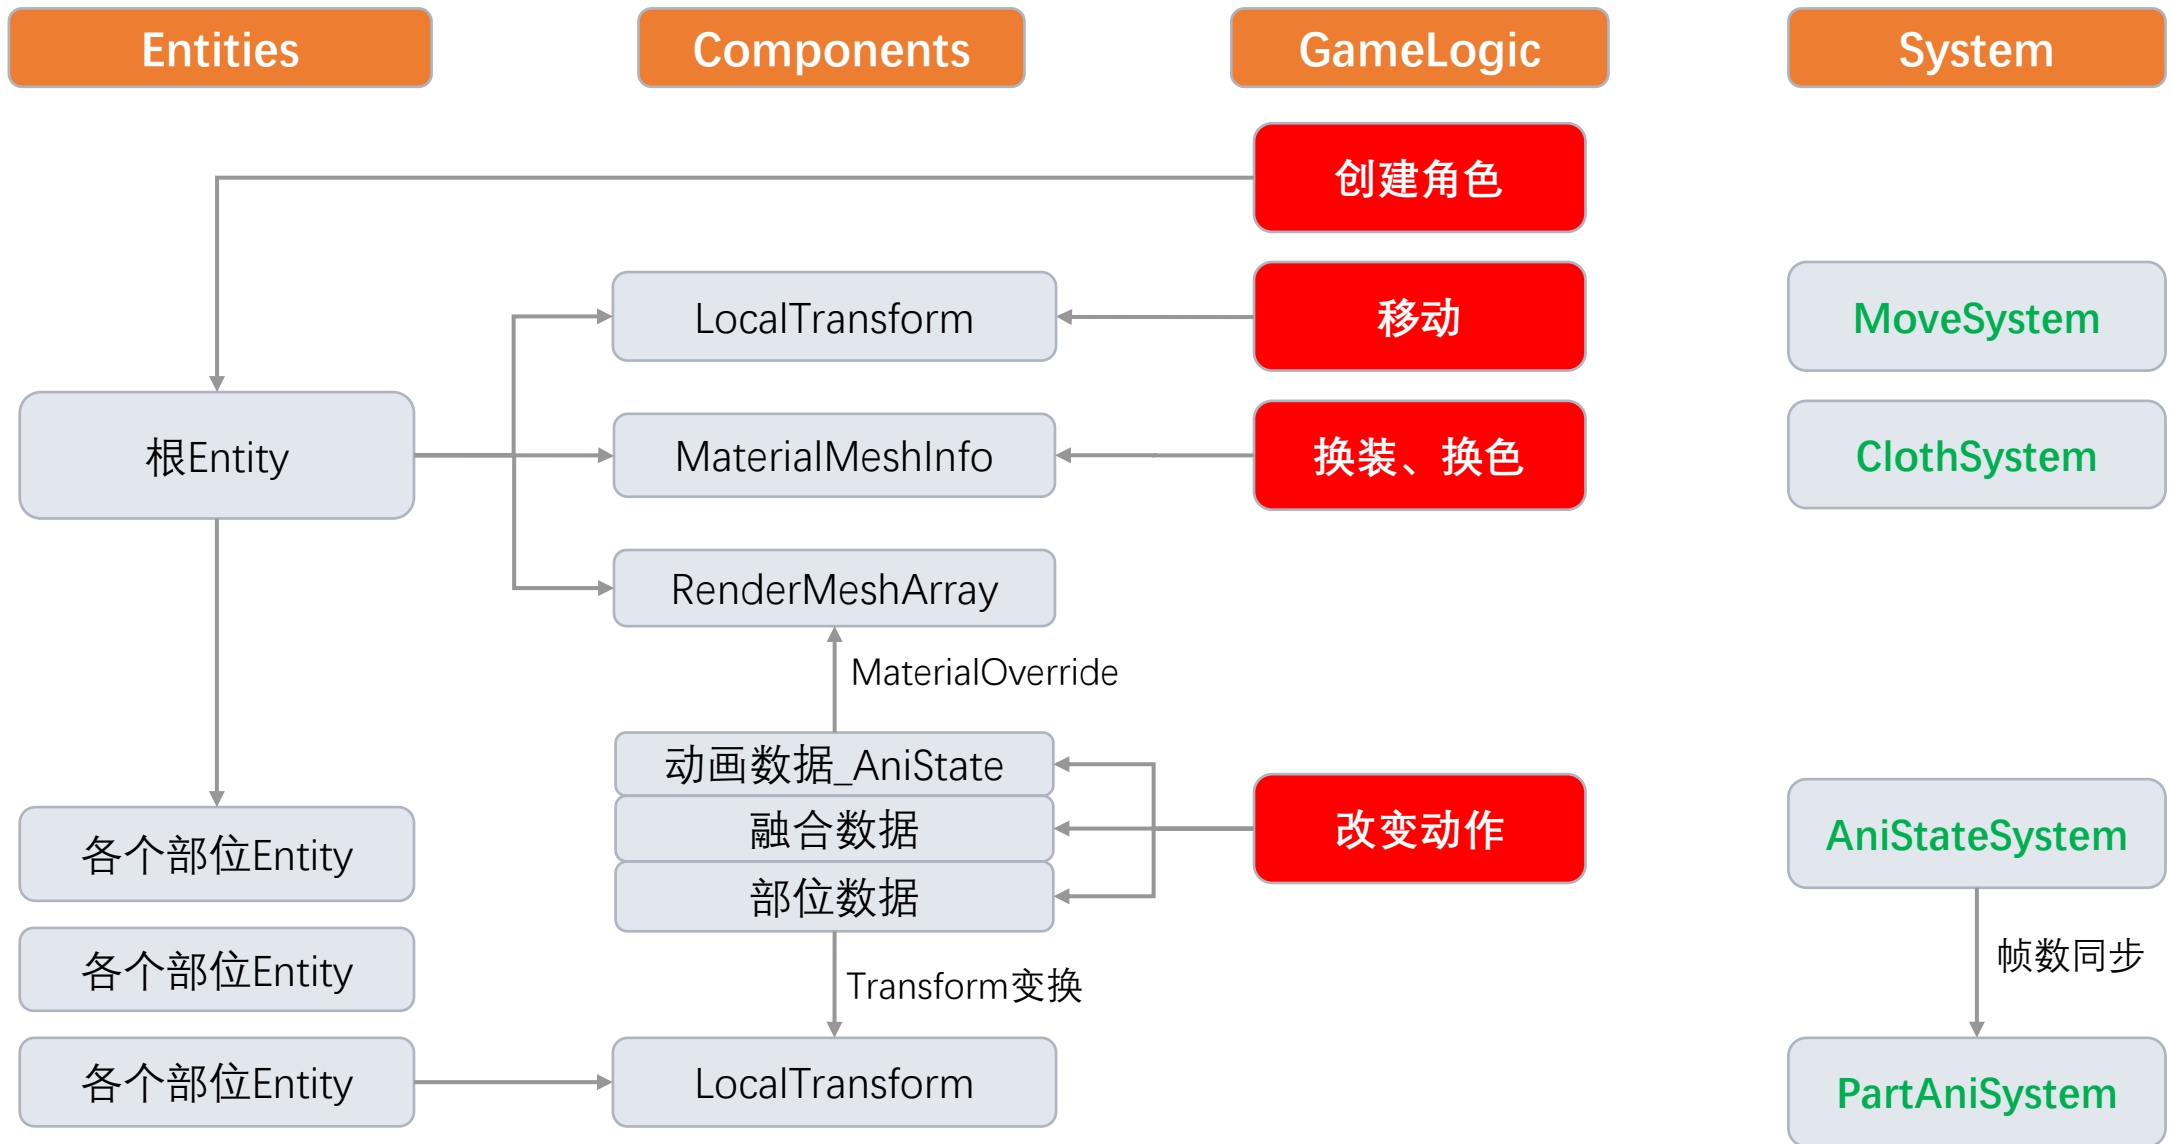 Entities
Components
GameLogic
System
创建角色
LocalTransform
移动
MoveSystem
根Entity
MaterialMeshInfo
换装、换色
ClothSystem
RenderMeshArray
MaterialOverride
动画数据_AniState
融合数据
部位数据
改变动作
AniStateSystem
各个部位Entity
各个部位Entity
Transform变换
帧数同步
各个部位Entity
LocalTransform
PartAniSystem